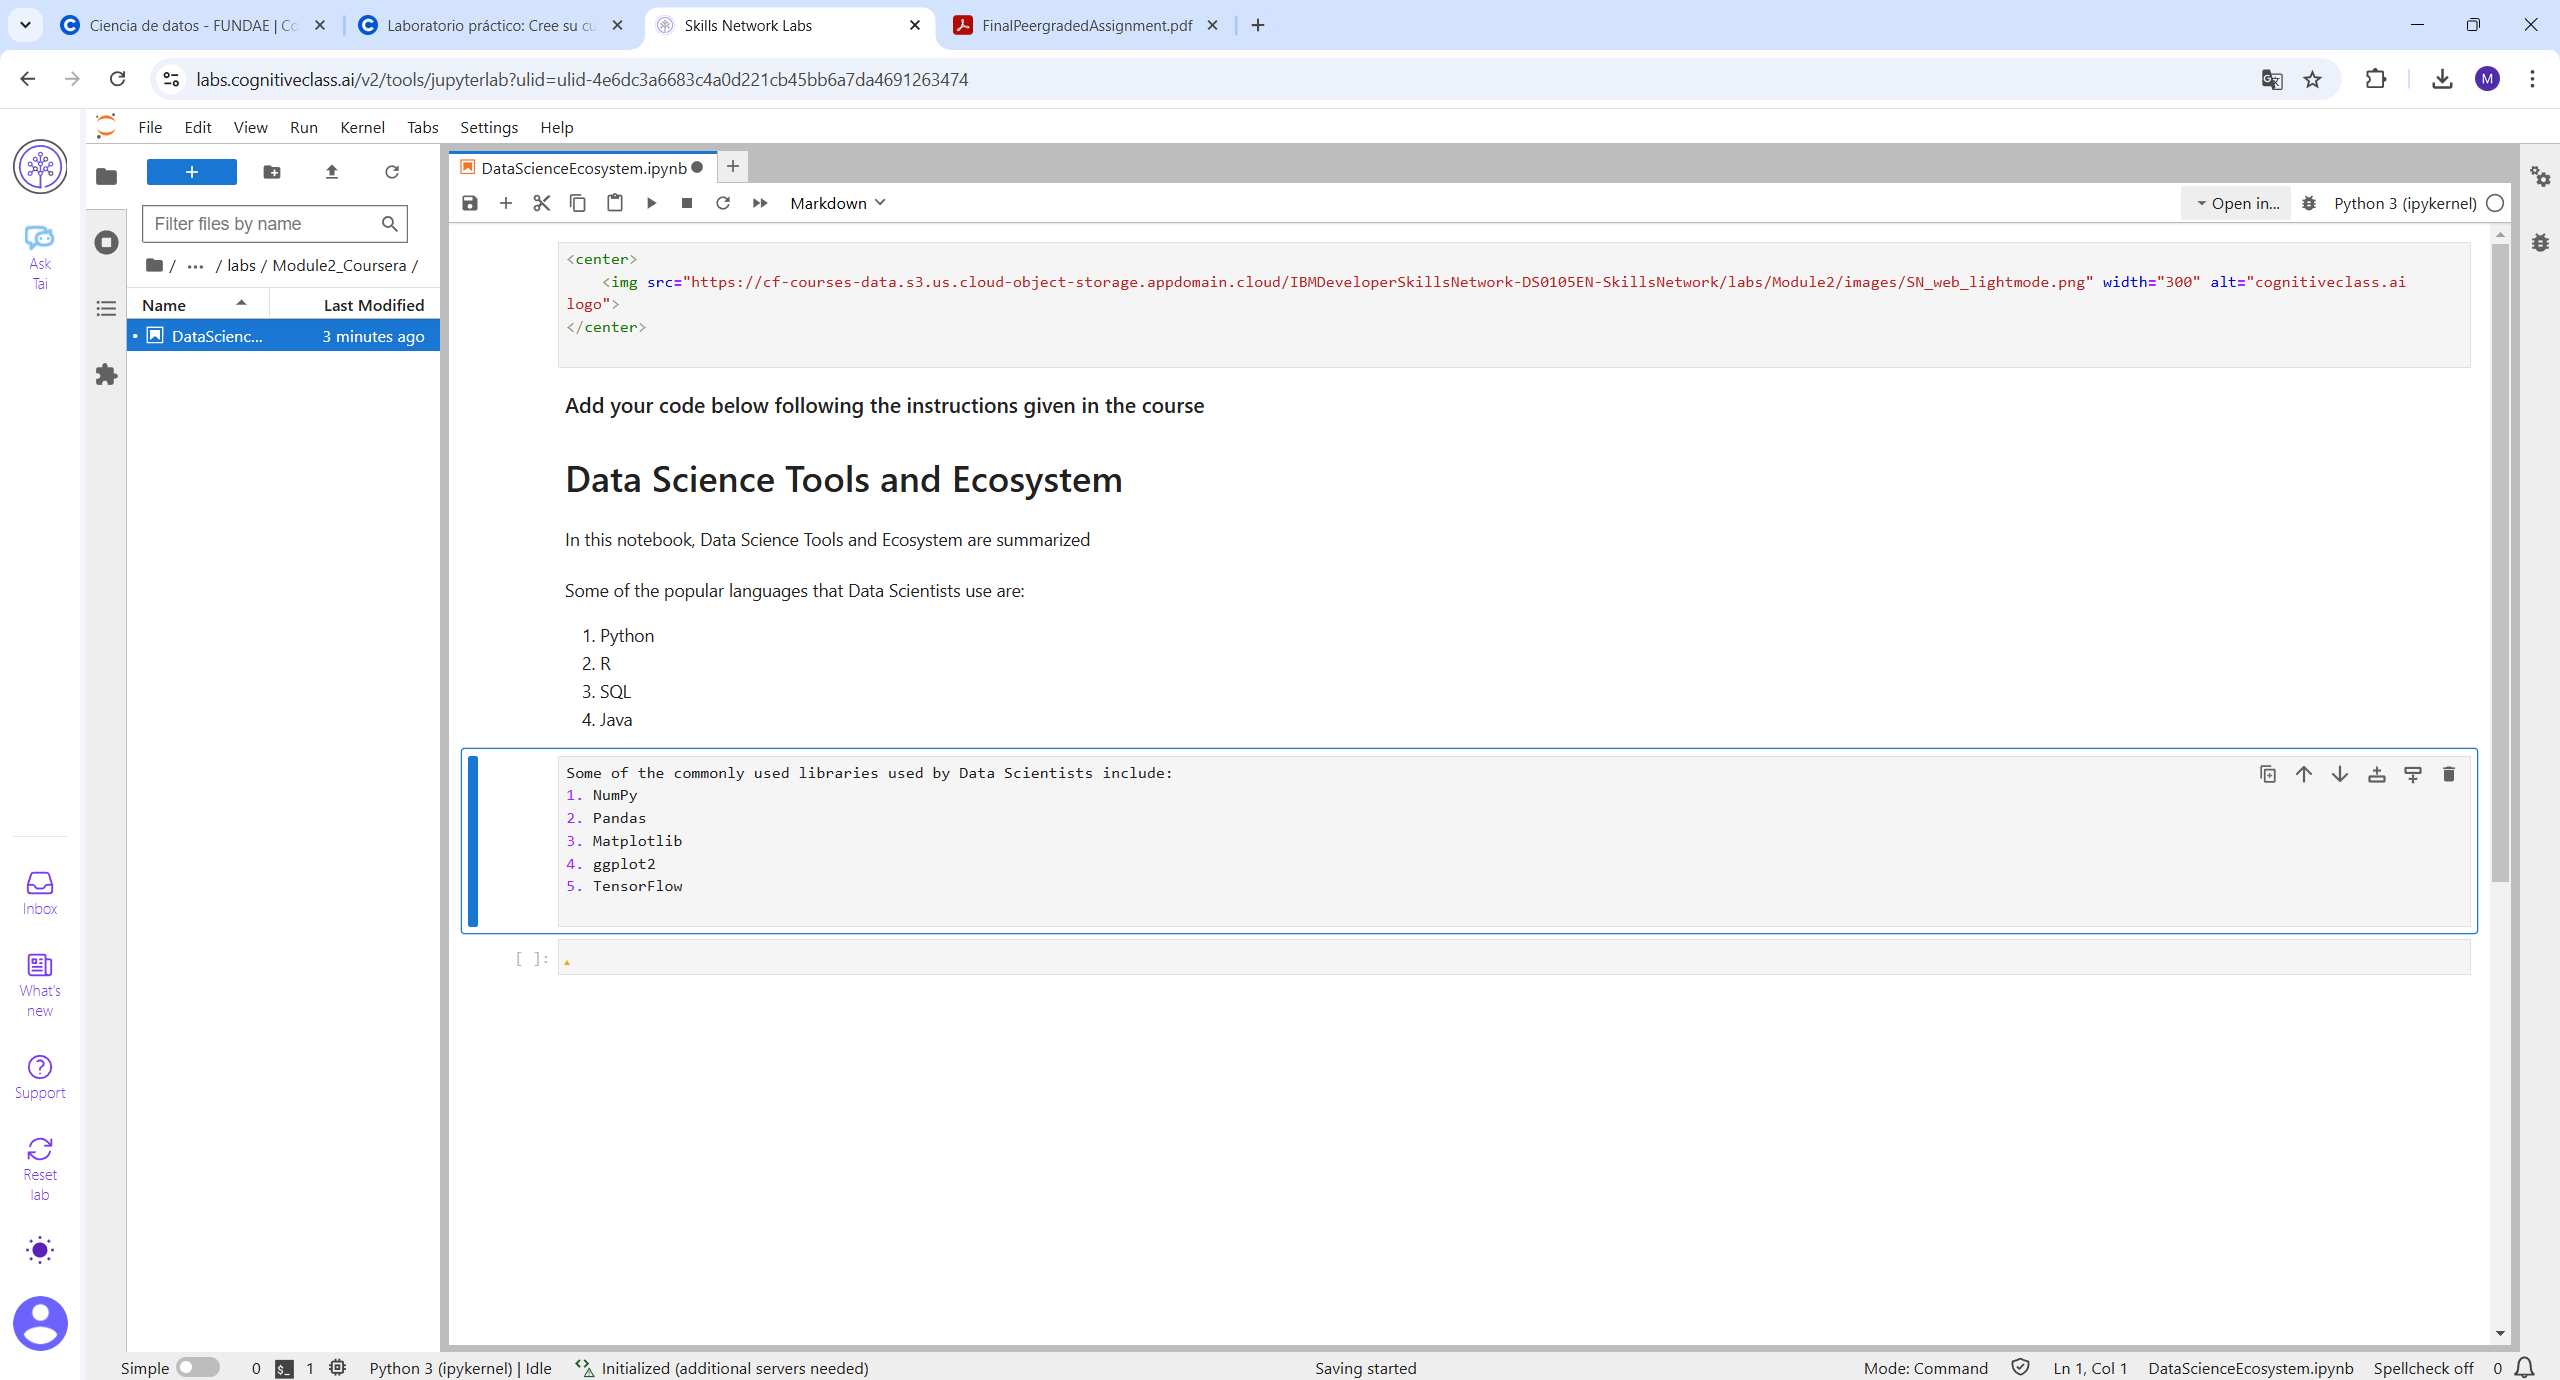 Ciencia de datos - FUNDAE | Co
Laboratorio práctico: Cree su cu
Skills Network Labs
FinalPeergradedAssignment.pdf
labs.cognitiveclass.ai/v2/tools/jupyterlab?ulid=ulid-4e6dc3a6683c4a0d221cb45bb6a7da4691263474
M
File Edit View Run Kernel Tabs Settings Help
Ask
Tai
Filter files by name
/ ... / labs / Module2_Coursera /
Name Last Modified
DataScienc... 3 minutes ago
DataScienceEcosystem.ipynb
Markdown
Open in...
Python 3 (ipykernel)
<center>
<img src="https://cf-courses-data.s3.us.cloud-object-storage.appdomain.cloud/IBMDeveloperSkillsNetwork-DS0105EN-SkillsNetwork/labs/Module2/images/SN_web_lightmode.png" width="300" alt="cognitiveclass.ai
logo">
</center>
Add your code below following the instructions given in the course
Data Science Tools and Ecosystem
In this notebook, Data Science Tools and Ecosystem are summarized
Some of the popular languages that Data Scientists use are:
1. Python
2. R
3. SQL
4. Java
Some of the commonly used libraries used by Data Scientists include:
1. NumPy
2. Pandas
3. Matplotlib
4. ggplot2
5. TensorFlow
[ ]:
Inbox
What's
new
Support
Reset
lab
Simple 0 1 Python 3 (ipykernel) | Idle Initialized (additional servers needed) Saving started Mode: Command Ln 1, Col 1 DataScienceEcosystem.ipynb Spellcheck off 0